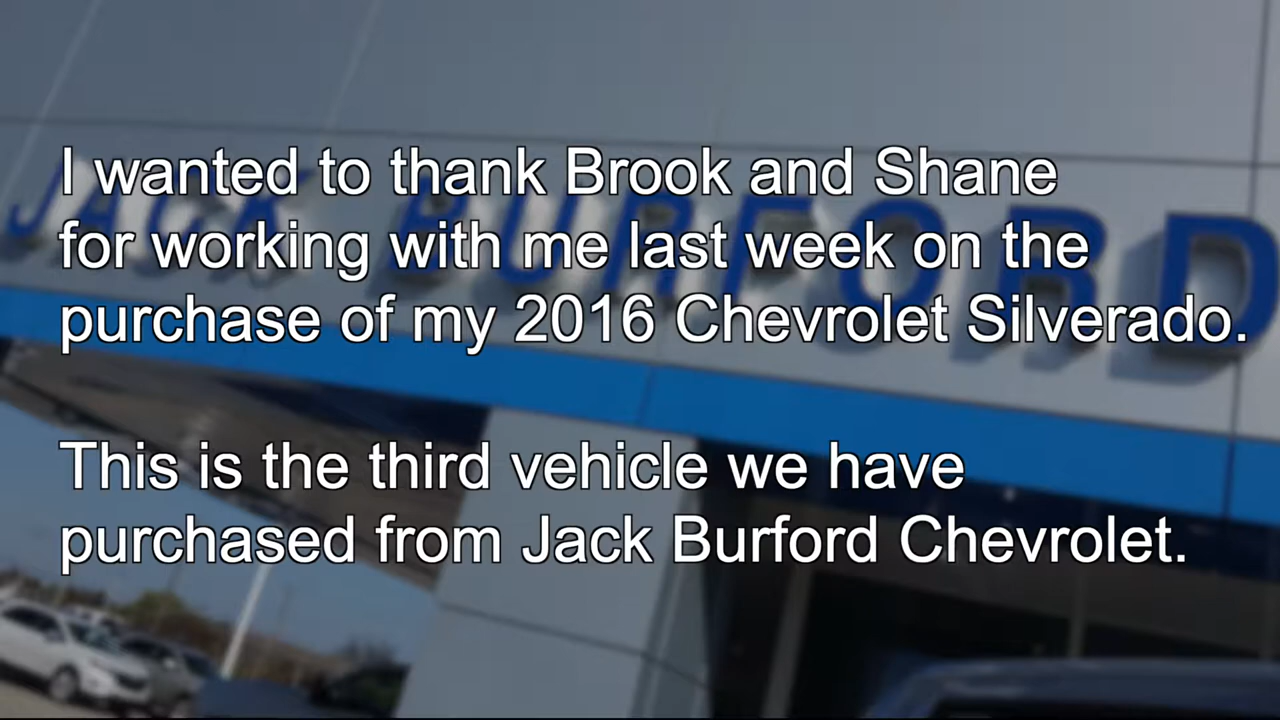 I wanted to thank Brook and Shane
for working with me last week on the
purchase of my 2016 Chevrolet Silverado.
This is the third vehicle we have
purchased from Jack Burford Chevrolet.
JACK BURFORD